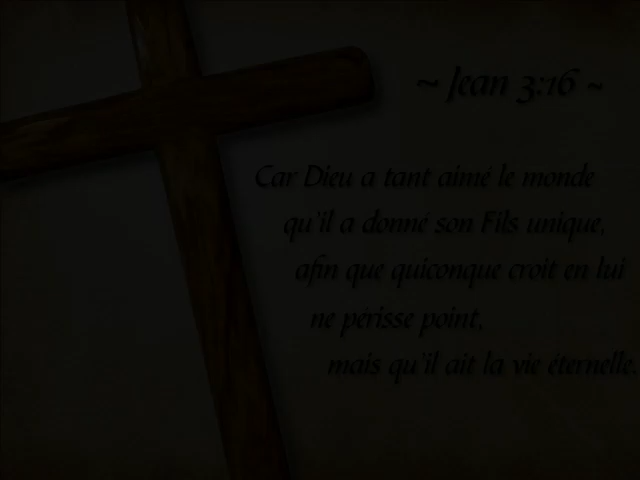 ~ Jean 3:16 ~
Car Dieu a tant aimé le monde
qu'il a donné son Fils unique,
afin que quiconque croit en lui
ne périsse point,
mais qu'il ait la vie éternelle.